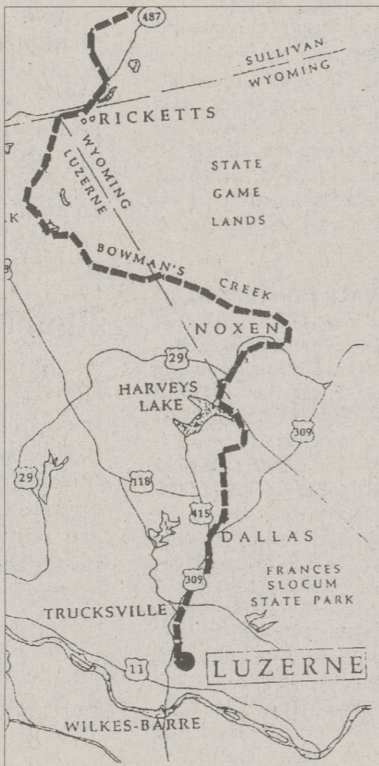 487
SULLIVAN
WYOMING
RICKETTS
WYOMING
LUZERNE
STATE
GAME
LANDS
K
BOWMAN'S
CREEK
NOXEN
29
HARVEYS
LAKE
309
29
118
415
DALLAS
FRANCES
SLOCUM
STATE PARK
309
TRUCKSVILLE
11
LUZERNE
WILKES-BARRE